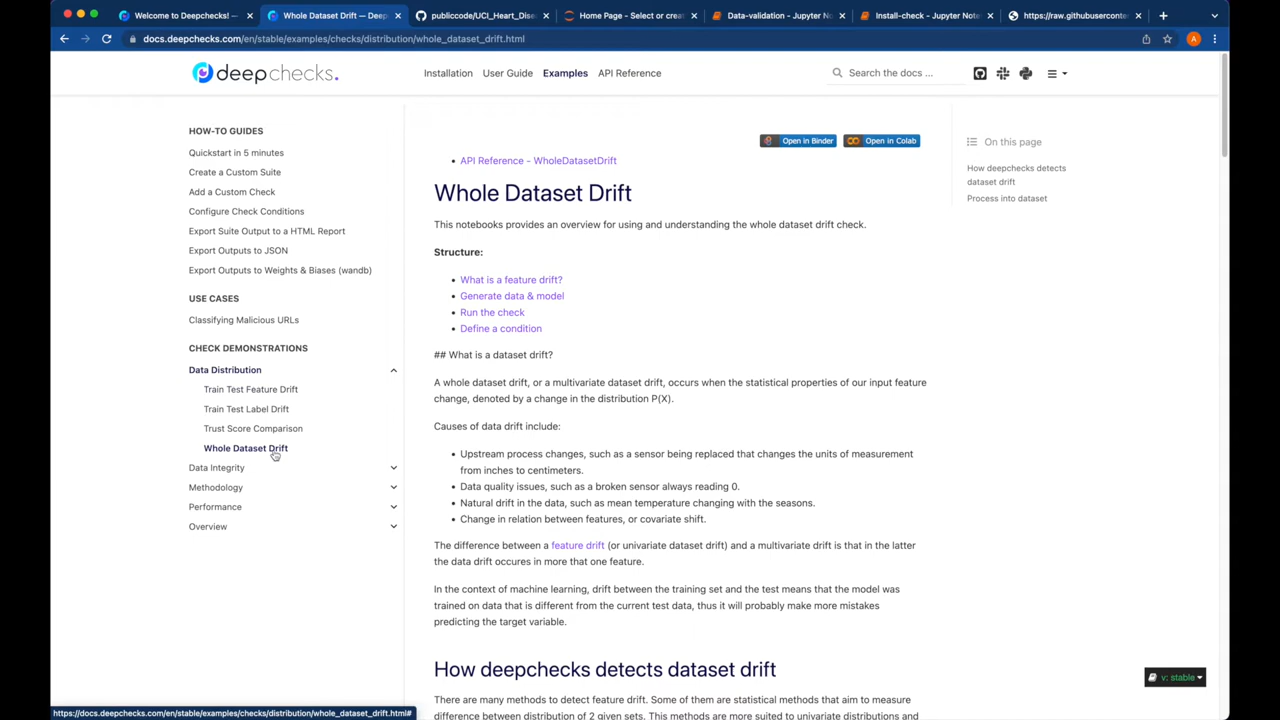 Welcome to Deepchecks!
Whole Dataset Drift — Deep
publiccode/UCI_Heart_Dise
Home Page - Select or creat
Data-validation - Jupyter No
Install-check - Jupyter Note
https://raw.githubuserconte
docs.deepchecks.com/en/stable/examples/checks/distribution/whole_dataset_drift.html
A
deepchecks.
Installation
User Guide
Examples
API Reference
Search the docs ...
HOW-TO GUIDES
Quickstart in 5 minutes
Create a Custom Suite
Add a Custom Check
Configure Check Conditions
Export Suite Output to a HTML Report
Export Outputs to JSON
Export Outputs to Weights & Biases (wandb)
USE CASES
Classifying Malicious URLs
CHECK DEMONSTRATIONS
Data Distribution
Train Test Feature Drift
Train Test Label Drift
Trust Score Comparison
Whole Dataset Drift
Data Integrity
Methodology
Performance
Overview
Open in Binder
Open in Colab
• API Reference - WholeDatasetDrift
Whole Dataset Drift
This notebooks provides an overview for using and understanding the whole dataset drift check.
Structure:
• What is a feature drift?
• Generate data & model
• Run the check
• Define a condition
## What is a dataset drift?
A whole dataset drift, or a multivariate dataset drift, occurs when the statistical properties of our input feature
change, denoted by a change in the distribution P(X).
Causes of data drift include:
• Upstream process changes, such as a sensor being replaced that changes the units of measurement
from inches to centimeters.
• Data quality issues, such as a broken sensor always reading 0.
• Natural drift in the data, such as mean temperature changing with the seasons.
• Change in relation between features, or covariate shift.
The difference between a feature drift (or univariate dataset drift) and a multivariate drift is that in the latter
the data drift occures in more that one feature.
In the context of machine learning, drift between the training set and the test means that the model was
trained on data that is different from the current test data, thus it will probably make more mistakes
predicting the target variable.
How deepchecks detects dataset drift
There are many methods to detect feature drift. Some of them are statistical methods that aim to measure
difference between distribution of 2 given sets. This methods are more suited to univariate distributions and
On this page
How deepchecks detects
dataset drift
Process into dataset
v: stable
https://docs.deepchecks.com/en/stable/examples/checks/distribution/whole_dataset_drift.html#